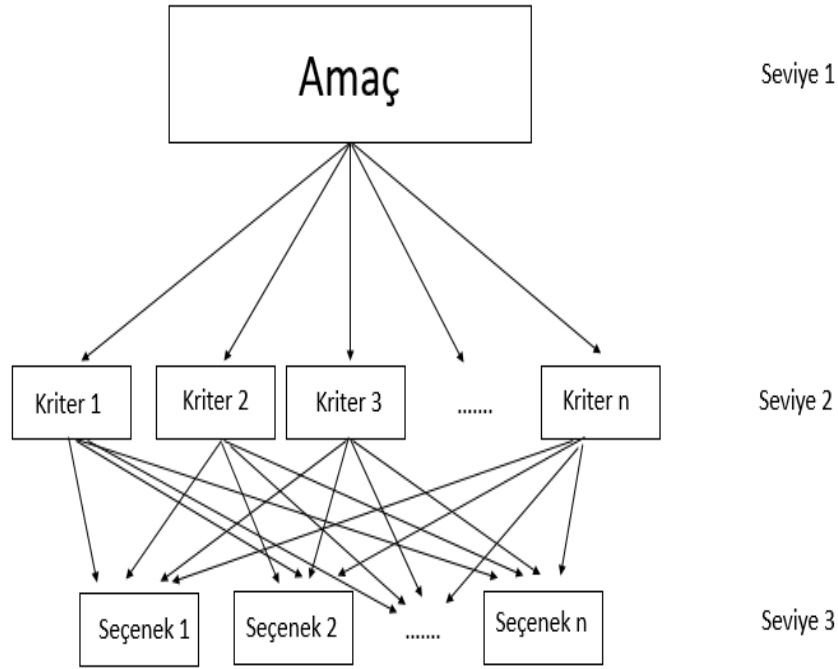 Amaç
Seviye 1
Kriter 1
Kriter 2
Kriter 3
.......
Kriter n
Seviye 2
Seçenek 1
Seçenek 2
.......
Seçenek n
Seviye 3